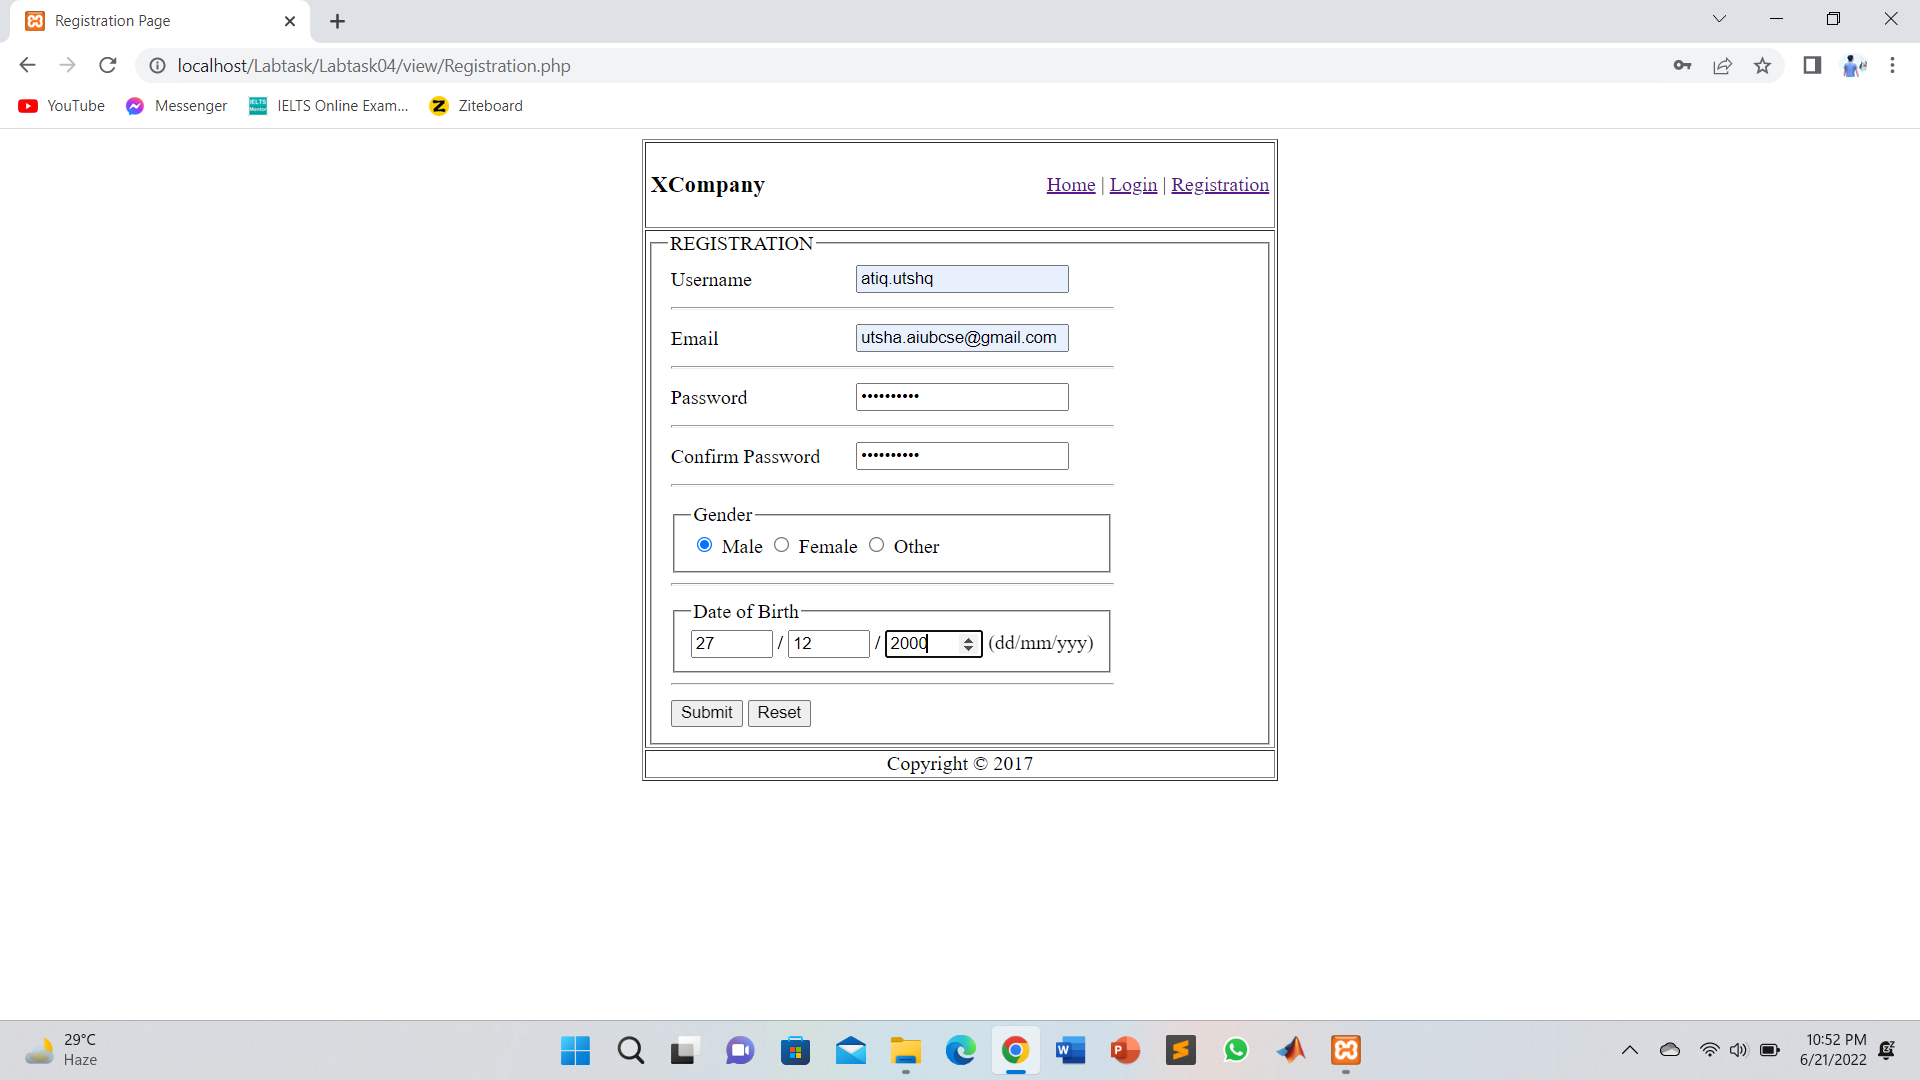 Registration Page
localhost/Labtask/Labtask04/view/Registration.php
YouTube Messenger IELTS Online Exam... Ziteboard
XCompany Home | Login | Registration
REGISTRATION
Username atiq.utshq
Email utsha.aiubcse@gmail.com
Password ••••••••••
Confirm Password ••••••••••
Gender
Male Female Other
Date of Birth
27 / 12 / 2000 (dd/mm/yyy)
Submit Reset
Copyright © 2017
29°C
Haze
10:52 PM
6/21/2022